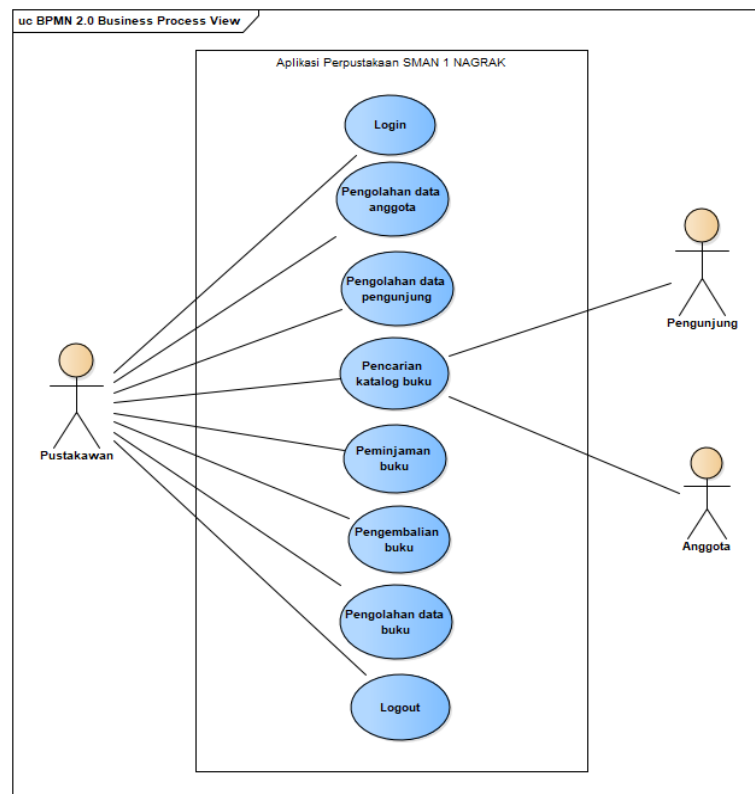 uc BPMN 2.0 Business Process View
Aplikasi Perpustakaan SMAN 1 NAGRAK
Login
Pengolahan data
anggota
Pengolahan data
pengunjung
Pengunjung
Pencarian
katalog buku
Pustakawan
Peminjaman
buku
Pengembalian
buku
Anggota
Pengolahan data
buku
Logout